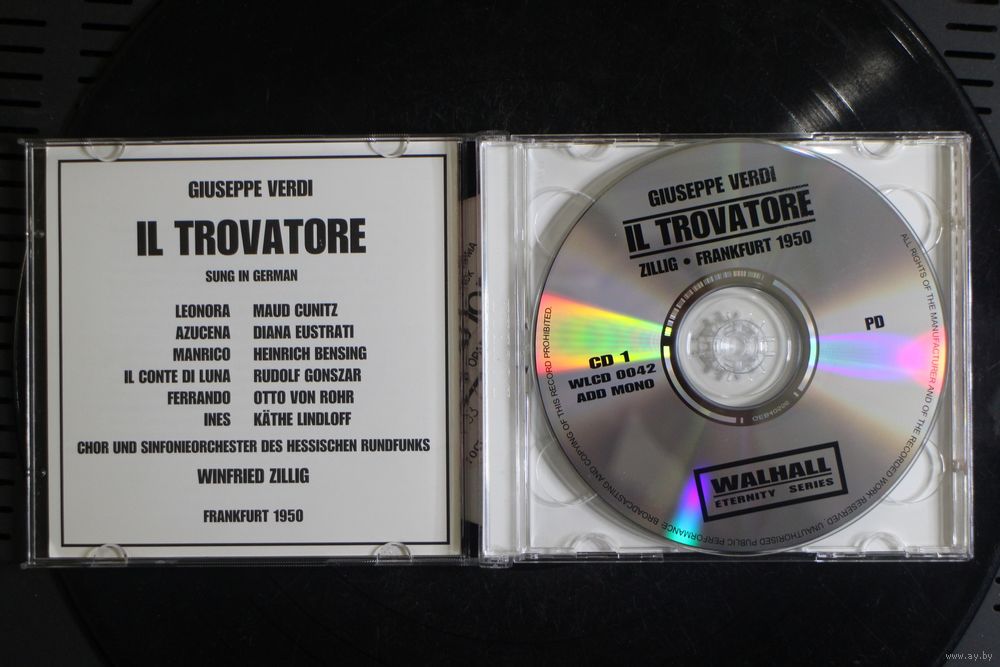 GIUSEPPE VERDI
IL TROVATORE
SUNG IN GERMAN
LEONORA MAUD CUNITZ
AZUCENA DIANA EUSTRATI
MANRICO HEINRICH BENSING
IL CONTE DI LUNA RUDOLF GONSZAR
FERRANDO OTTO VON ROHR
INES KÄTHE LINDLOFF
CHOR UND SINFONIEORCHESTER DES HESSISCHEN RUNDFUNKS
WINFRIED ZILLIG
FRANKFURT 1950
GIUSEPPE VERDI
IL TROVATORE
ZILLIG • FRANKFURT 1950
PD
CD 1
WLCD 0042
ADD MONO
WALHALL
ETERNITY SERIES
ALL RIGHTS OF THE MANUFACTURER AND OF THE RECORDED WORK RESERVED. UNAUTHORISED PUBLIC PERFORMANCE BROADCASTING AND COPYING OF THIS RECORD PROHIBITED.
www.ay.by